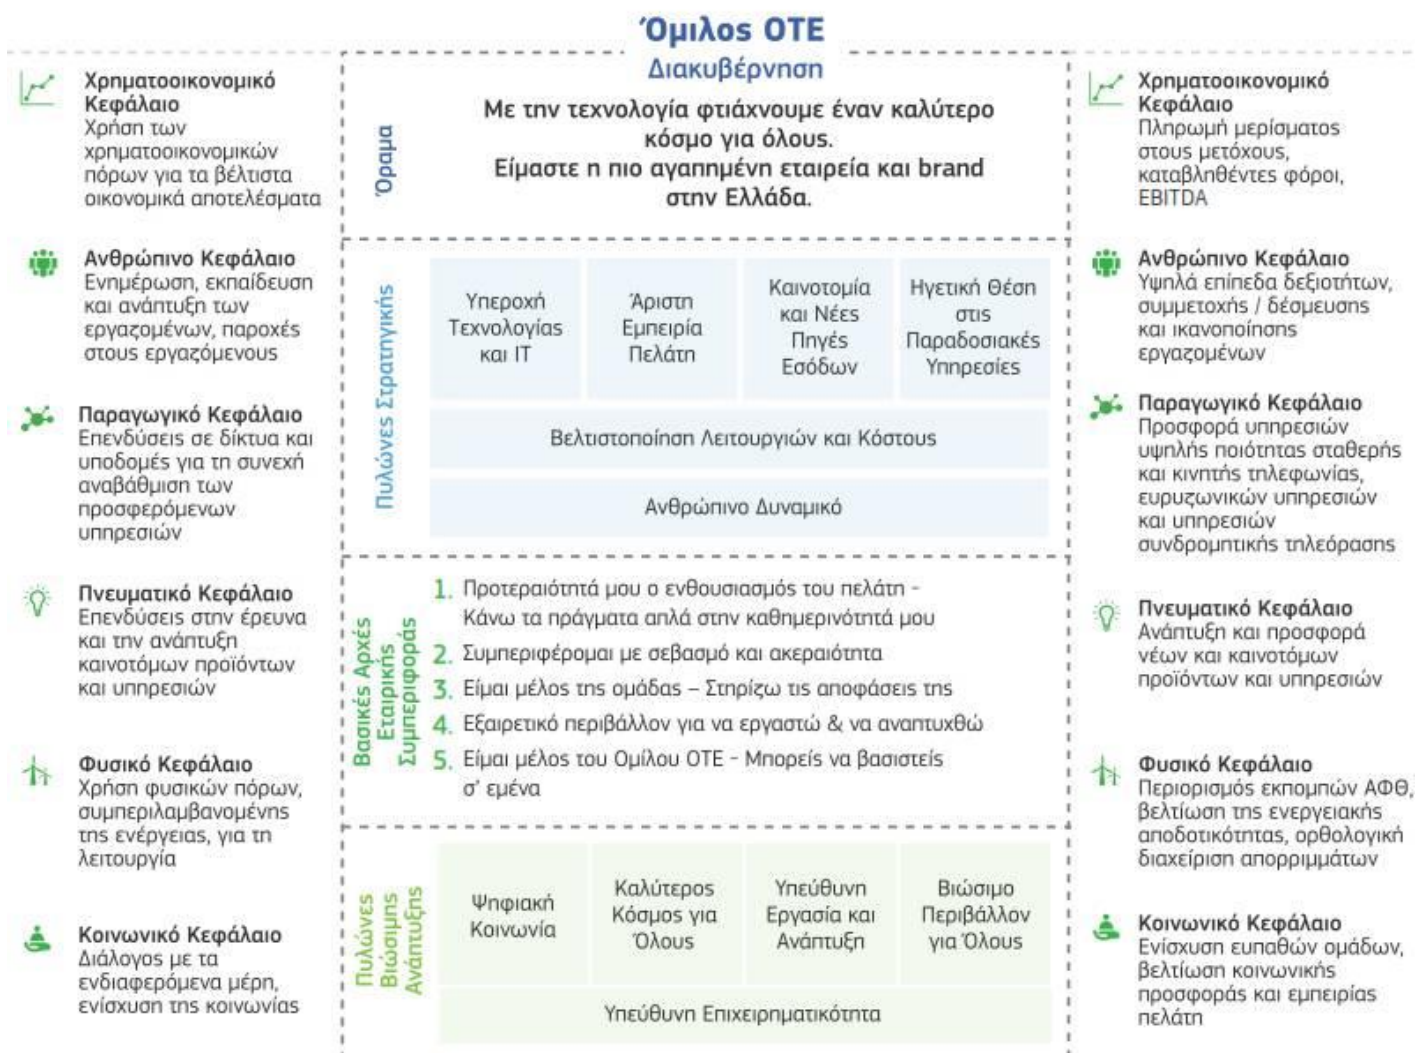 Όμιλος ΟΤΕ
Διακυβέρνηση
Χρηματοοικονομικό
Κεφάλαιο
Χρήση των
χρηματοοικονομικών
πόρων για τα βέλτιστα
οικονομικά αποτελέσματα
Ανθρώπινο Κεφάλαιο
Ενημέρωση, εκπαίδευση
και ανάπτυξη των
εργαζομένων, παροχές
στους εργαζόμενους
Παραγωγικό Κεφάλαιο
Επενδύσεις σε δίκτυα και
υποδομές για τη συνεχή
αναβάθμιση των
προσφερόμενων
υπηρεσιών
Πνευματικό Κεφάλαιο
Επενδύσεις στην έρευνα
και την ανάπτυξη
καινοτόμων προϊόντων
και υπηρεσιών
Φυσικό Κεφάλαιο
Χρήση φυσικών πόρων,
συμπεριλαμβανομένης
της ενέργειας, για τη
λειτουργία
Κοινωνικό Κεφάλαιο
Διάλογος με τα
ενδιαφερόμενα μέρη,
ενίσχυση της κοινωνίας
Όραμα
Με την τεχνολογία φτιάχνουμε έναν καλύτερο
κόσμο για όλους.
Είμαστε η πιο αγαπημένη εταιρεία και brand
στην Ελλάδα.
Πυλώνες Στρατηγικής
Υπεροχή
Τεχνολογίας
και ΙΤ
Άριστη
Εμπειρία
Πελάτη
Καινοτομία
και Νέες
Πηγές
Εσόδων
Ηγετική Θέση
στις
Παραδοσιακές
Υπηρεσίες
Βελτιστοποίηση Λειτουργιών και Κόστους
Ανθρώπινο Δυναμικό
Βασικές Αρχές
Εταιρικής
Συμπεριφοράς
1. Προτεραιότητά μου ο ενθουσιασμός του πελάτη -
Κάνω τα πράγματα απλά στην καθημερινότητά μου
2. Συμπεριφέρομαι με σεβασμό και ακεραιότητα
3. Είμαι μέλος της ομάδας – Στηρίζω τις αποφάσεις της
4. Εξαιρετικό περιβάλλον για να εργαστώ & να αναπτυχθώ
5. Είμαι μέλος του Ομίλου ΟΤΕ - Μπορείς να βασιστείς
σ' εμένα
Πυλώνες
Βιώσιμης
Ανάπτυξης
Ψηφιακή
Κοινωνία
Καλύτερος
Κόσμος για
Όλους
Υπεύθυνη
Εργασία και
Ανάπτυξη
Βιώσιμο
Περιβάλλον
για Όλους
Υπεύθυνη Επιχειρηματικότητα
Χρηματοοικονομικό
Κεφάλαιο
Πληρωμή μερίσματος
στους μετόχους,
καταβληθέντες φόροι,
EBITDA
Ανθρώπινο Κεφάλαιο
Υψηλά επίπεδα δεξιοτήτων,
συμμετοχής / δέσμευσης
και ικανοποίησης
εργαζομένων
Παραγωγικό Κεφάλαιο
Προσφορά υπηρεσιών
υψηλής ποιότητας σταθερής
και κινητής τηλεφωνίας,
ευρυζωνικών υπηρεσιών
και υπηρεσιών
συνδρομητικής τηλεόρασης
Πνευματικό Κεφάλαιο
Ανάπτυξη και προσφορά
νέων και καινοτόμων
προϊόντων και υπηρεσιών
Φυσικό Κεφάλαιο
Περιορισμός εκπομπών ΑΦΘ,
βελτίωση της ενεργειακής
αποδοτικότητας, ορθολογική
διαχείριση απορριμμάτων
Κοινωνικό Κεφάλαιο
Ενίσχυση ευπαθών ομάδων,
βελτίωση κοινωνικής
προσφοράς και εμπειρίας
πελάτη